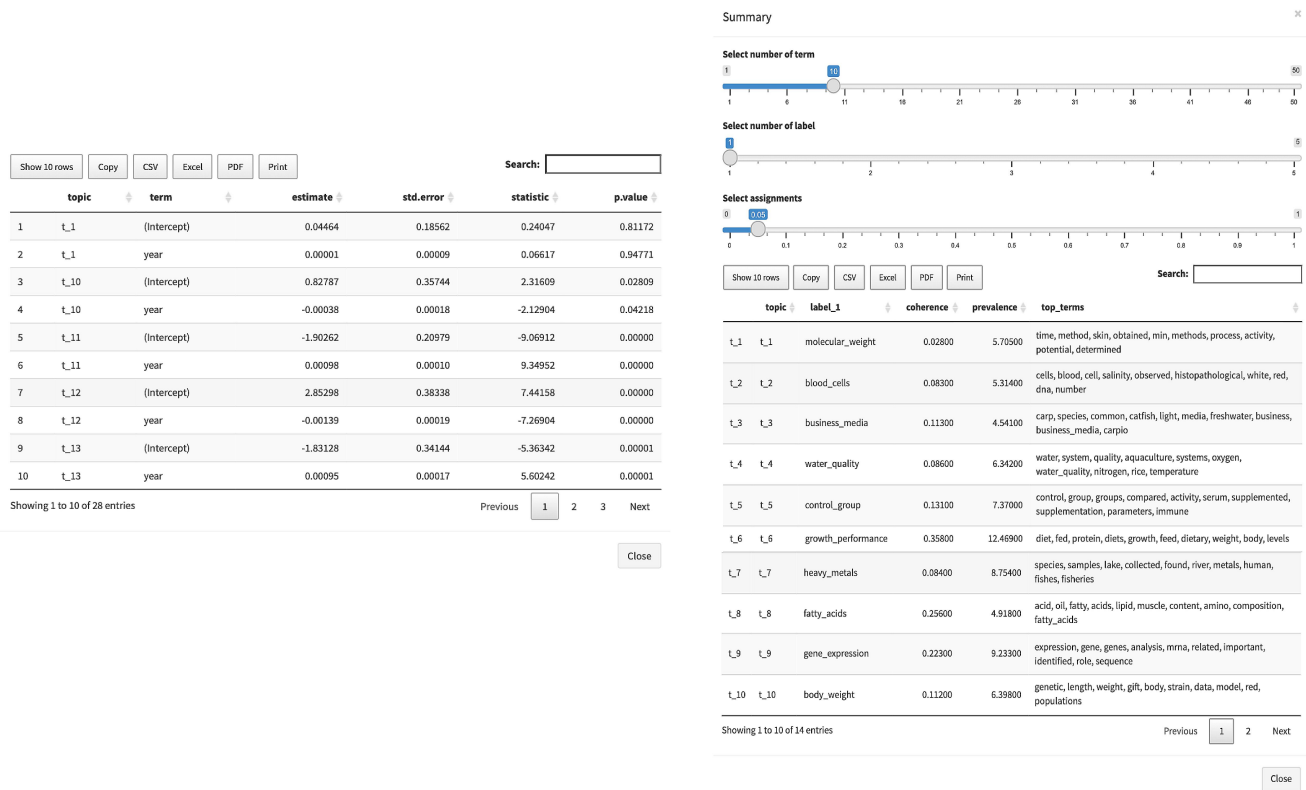 Show 10 rows Copy CSV Excel PDF Print Search:
topic term estimate std.error statistic p.value
1 t_1 (Intercept) 0.04464 0.18562 0.24047 0.81172
2 t_1 year 0.00001 0.00009 0.06617 0.94771
3 t_10 (Intercept) 0.82787 0.35744 2.31609 0.02809
4 t_10 year -0.00038 0.00018 -2.12904 0.04218
5 t_11 (Intercept) -1.90262 0.20979 -9.06912 0.00000
6 t_11 year 0.00098 0.00010 9.34952 0.00000
7 t_12 (Intercept) 2.85298 0.38338 7.44158 0.00000
8 t_12 year -0.00139 0.00019 -7.26904 0.00000
9 t_13 (Intercept) -1.83128 0.34144 -5.36342 0.00001
10 t_13 year 0.00095 0.00017 5.60242 0.00001
Showing 1 to 10 of 28 entries Previous 1 2 3 Next
Close
Summary ×
Select number of term
1 10 50
1 6 11 16 21 26 31 36 41 46 50
Select number of label
1 5
1 2 3 4 5
Select assignments
0 0.05 1
0 0.1 0.2 0.3 0.4 0.5 0.6 0.7 0.8 0.9 1
Show 10 rows Copy CSV Excel PDF Print Search:
topic label_1 coherence prevalence top_terms
t_1 t_1 molecular_weight 0.02800 5.70500 time, method, skin, obtained, min, methods, process, activity,
potential, determined
t_2 t_2 blood_cells 0.08300 5.31400 cells, blood, cell, salinity, observed, histopathological, white, red,
dna, number
t_3 t_3 business_media 0.11300 4.54100 carp, species, common, catfish, light, media, freshwater, business,
business_media, carpio
t_4 t_4 water_quality 0.08600 6.34200 water, system, quality, aquaculture, systems, oxygen,
water_quality, nitrogen, rice, temperature
t_5 t_5 control_group 0.13100 7.37000 control, group, groups, compared, activity, serum, supplemented,
supplementation, parameters, immune
t_6 t_6 growth_performance 0.35800 12.46900 diet, fed, protein, diets, growth, feed, dietary, weight, body, levels
t_7 t_7 heavy_metals 0.08400 8.75400 species, samples, lake, collected, found, river, metals, human,
fishes, fisheries
t_8 t_8 fatty_acids 0.25600 4.91800 acid, oil, fatty, acids, lipid, muscle, content, amino, composition,
fatty_acids
t_9 t_9 gene_expression 0.22300 9.23300 expression, gene, genes, analysis, mrna, related, important,
identified, role, sequence
t_10 t_10 body_weight 0.11200 6.39800 genetic, length, weight, gift, body, strain, data, model, red,
populations
Showing 1 to 10 of 14 entries Previous 1 2 Next
Close